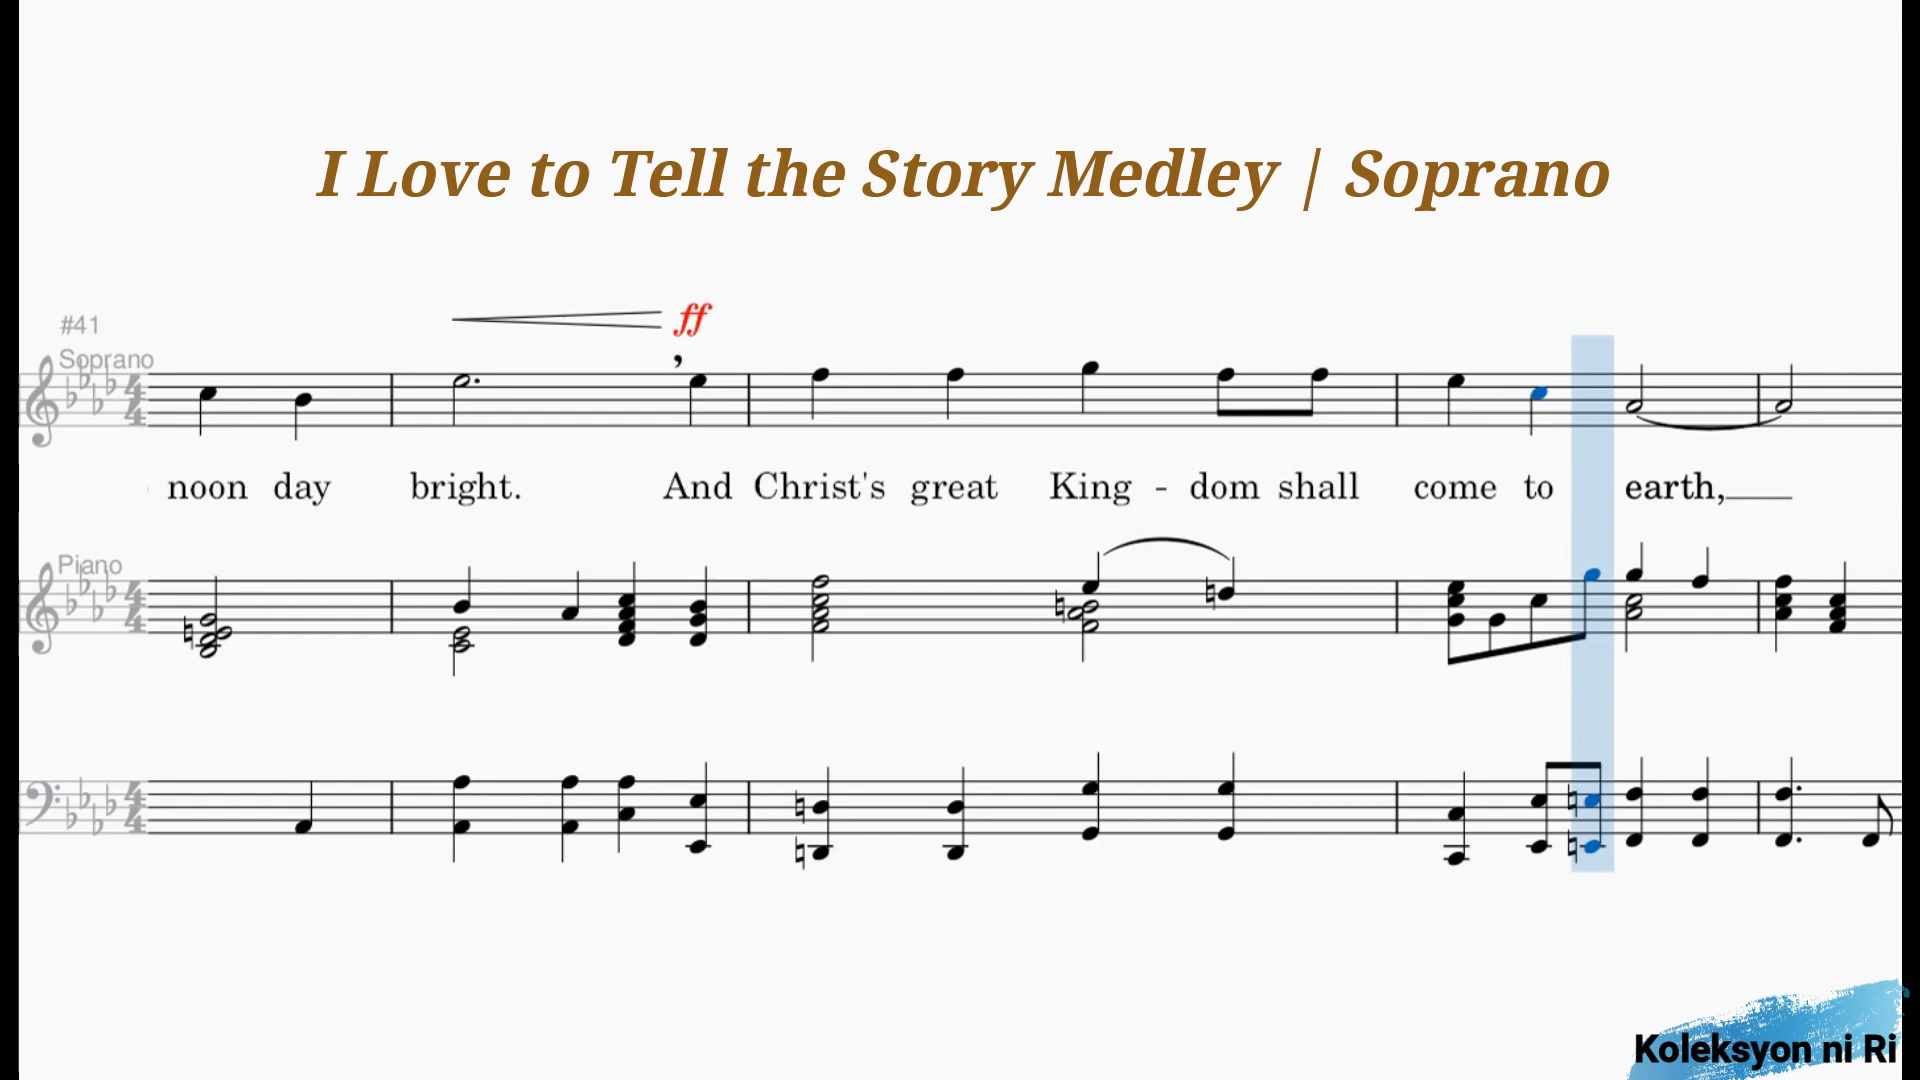 I Love to Tell the Story Medley | Soprano
#41
ff
Soprano
noon day bright. And Christ's great King - dom shall come to earth,
Piano
Koleksyon ni Ri